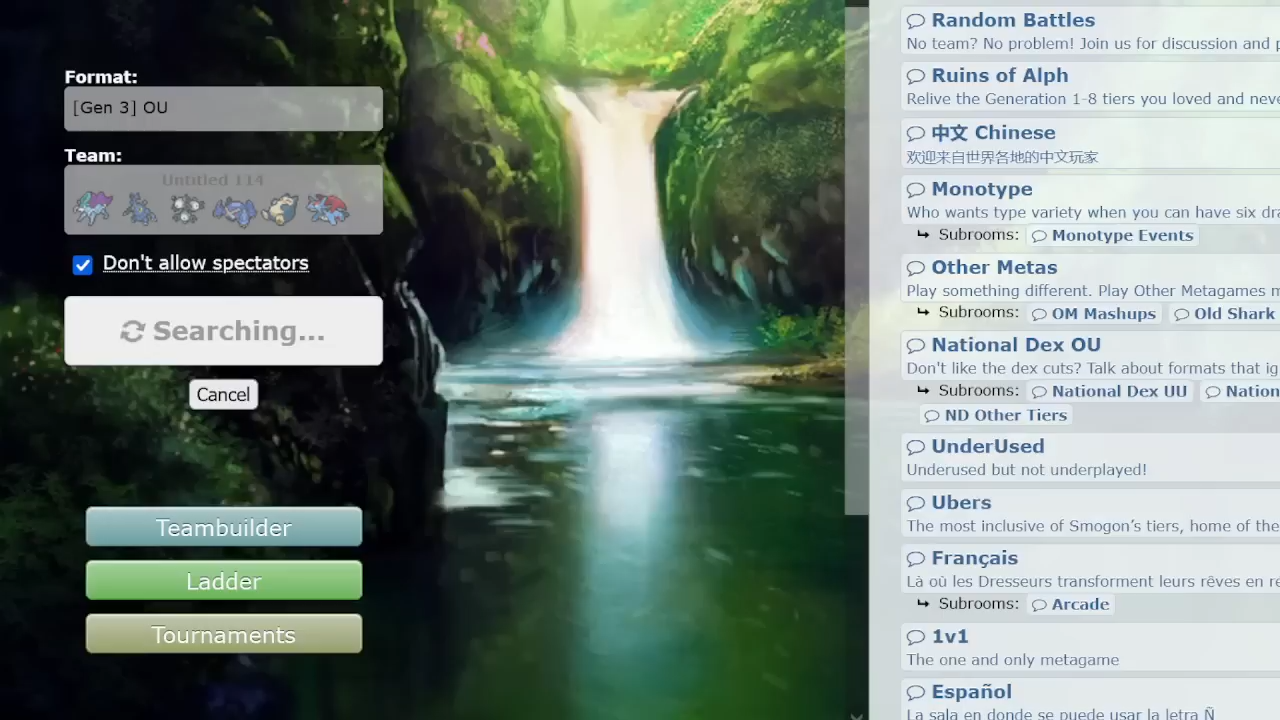 Format:
[Gen 3] OU
Team:
Untitled 114
Don't allow spectators
Searching...
Cancel
Teambuilder
Ladder
Tournaments
Random Battles
No team? No problem! Join us for discussion and
Ruins of Alph
Relive the Generation 1-8 tiers you loved and
中文 Chinese
欢迎来自世界各地的中文玩家
Monotype
Who wants type variety when you can have six
↳ Subrooms: Monotype Events
Other Metas
Play something different. Play Other Metagames
↳ Subrooms: OM Mashups Old Shark
National Dex OU
Don't like the dex cuts? Talk about formats that
↳ Subrooms: National Dex UU
ND Other Tiers
UnderUsed
Underused but not underplayed!
Ubers
The most inclusive of Smogon’s tiers, home of the
Français
Là où les Dresseurs transforment leurs rêves en
↳ Subrooms: Arcade
1v1
The one and only metagame
Español
La sala en donde se puede usar la letra Ñ